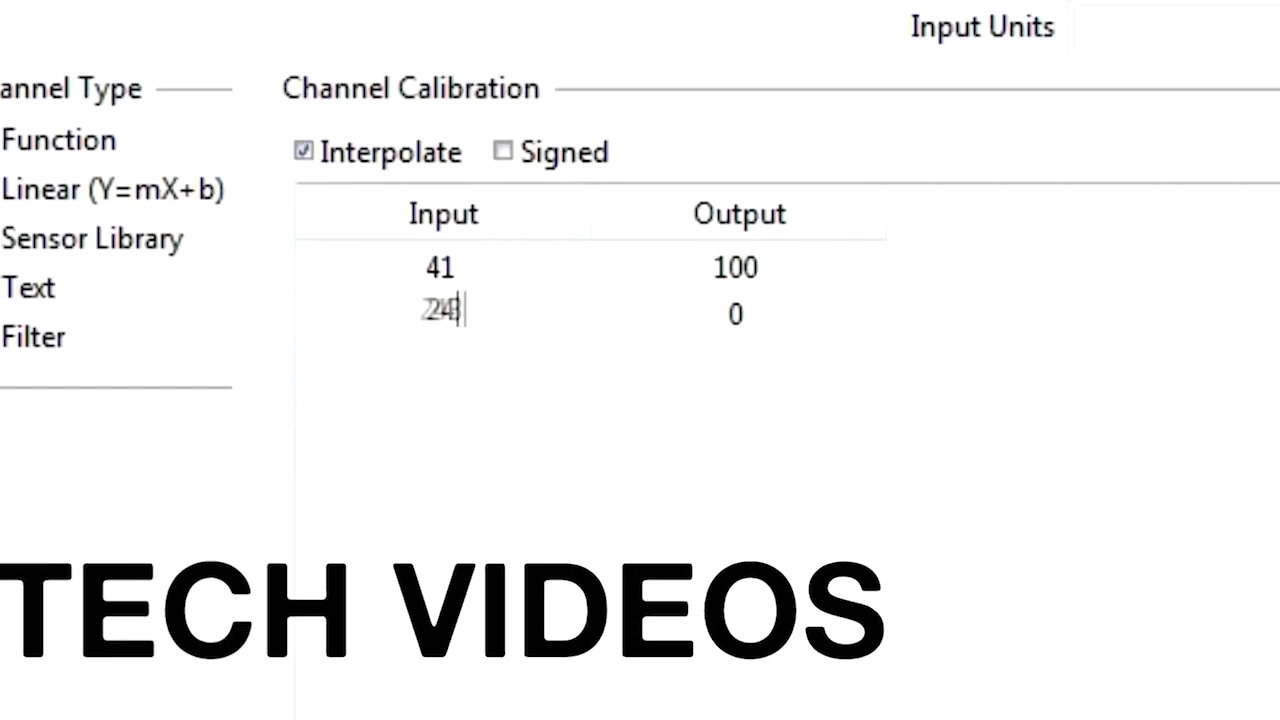 Input Units
annel Type
Channel Calibration
Function
Interpolate Signed
Linear (Y=mX+b)
Input Output
Sensor Library
41 100
Text
0
Filter
TECH VIDEOS